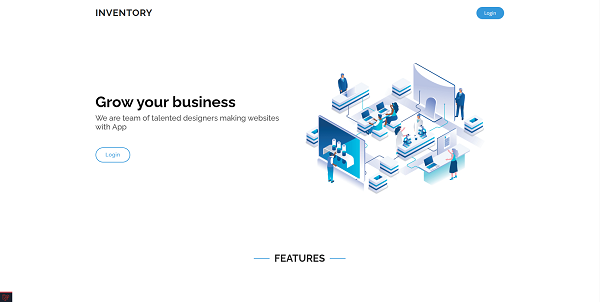 INVENTORY
Login
Grow your business
We are team of talented designers making websites
with App
Login
FEATURES